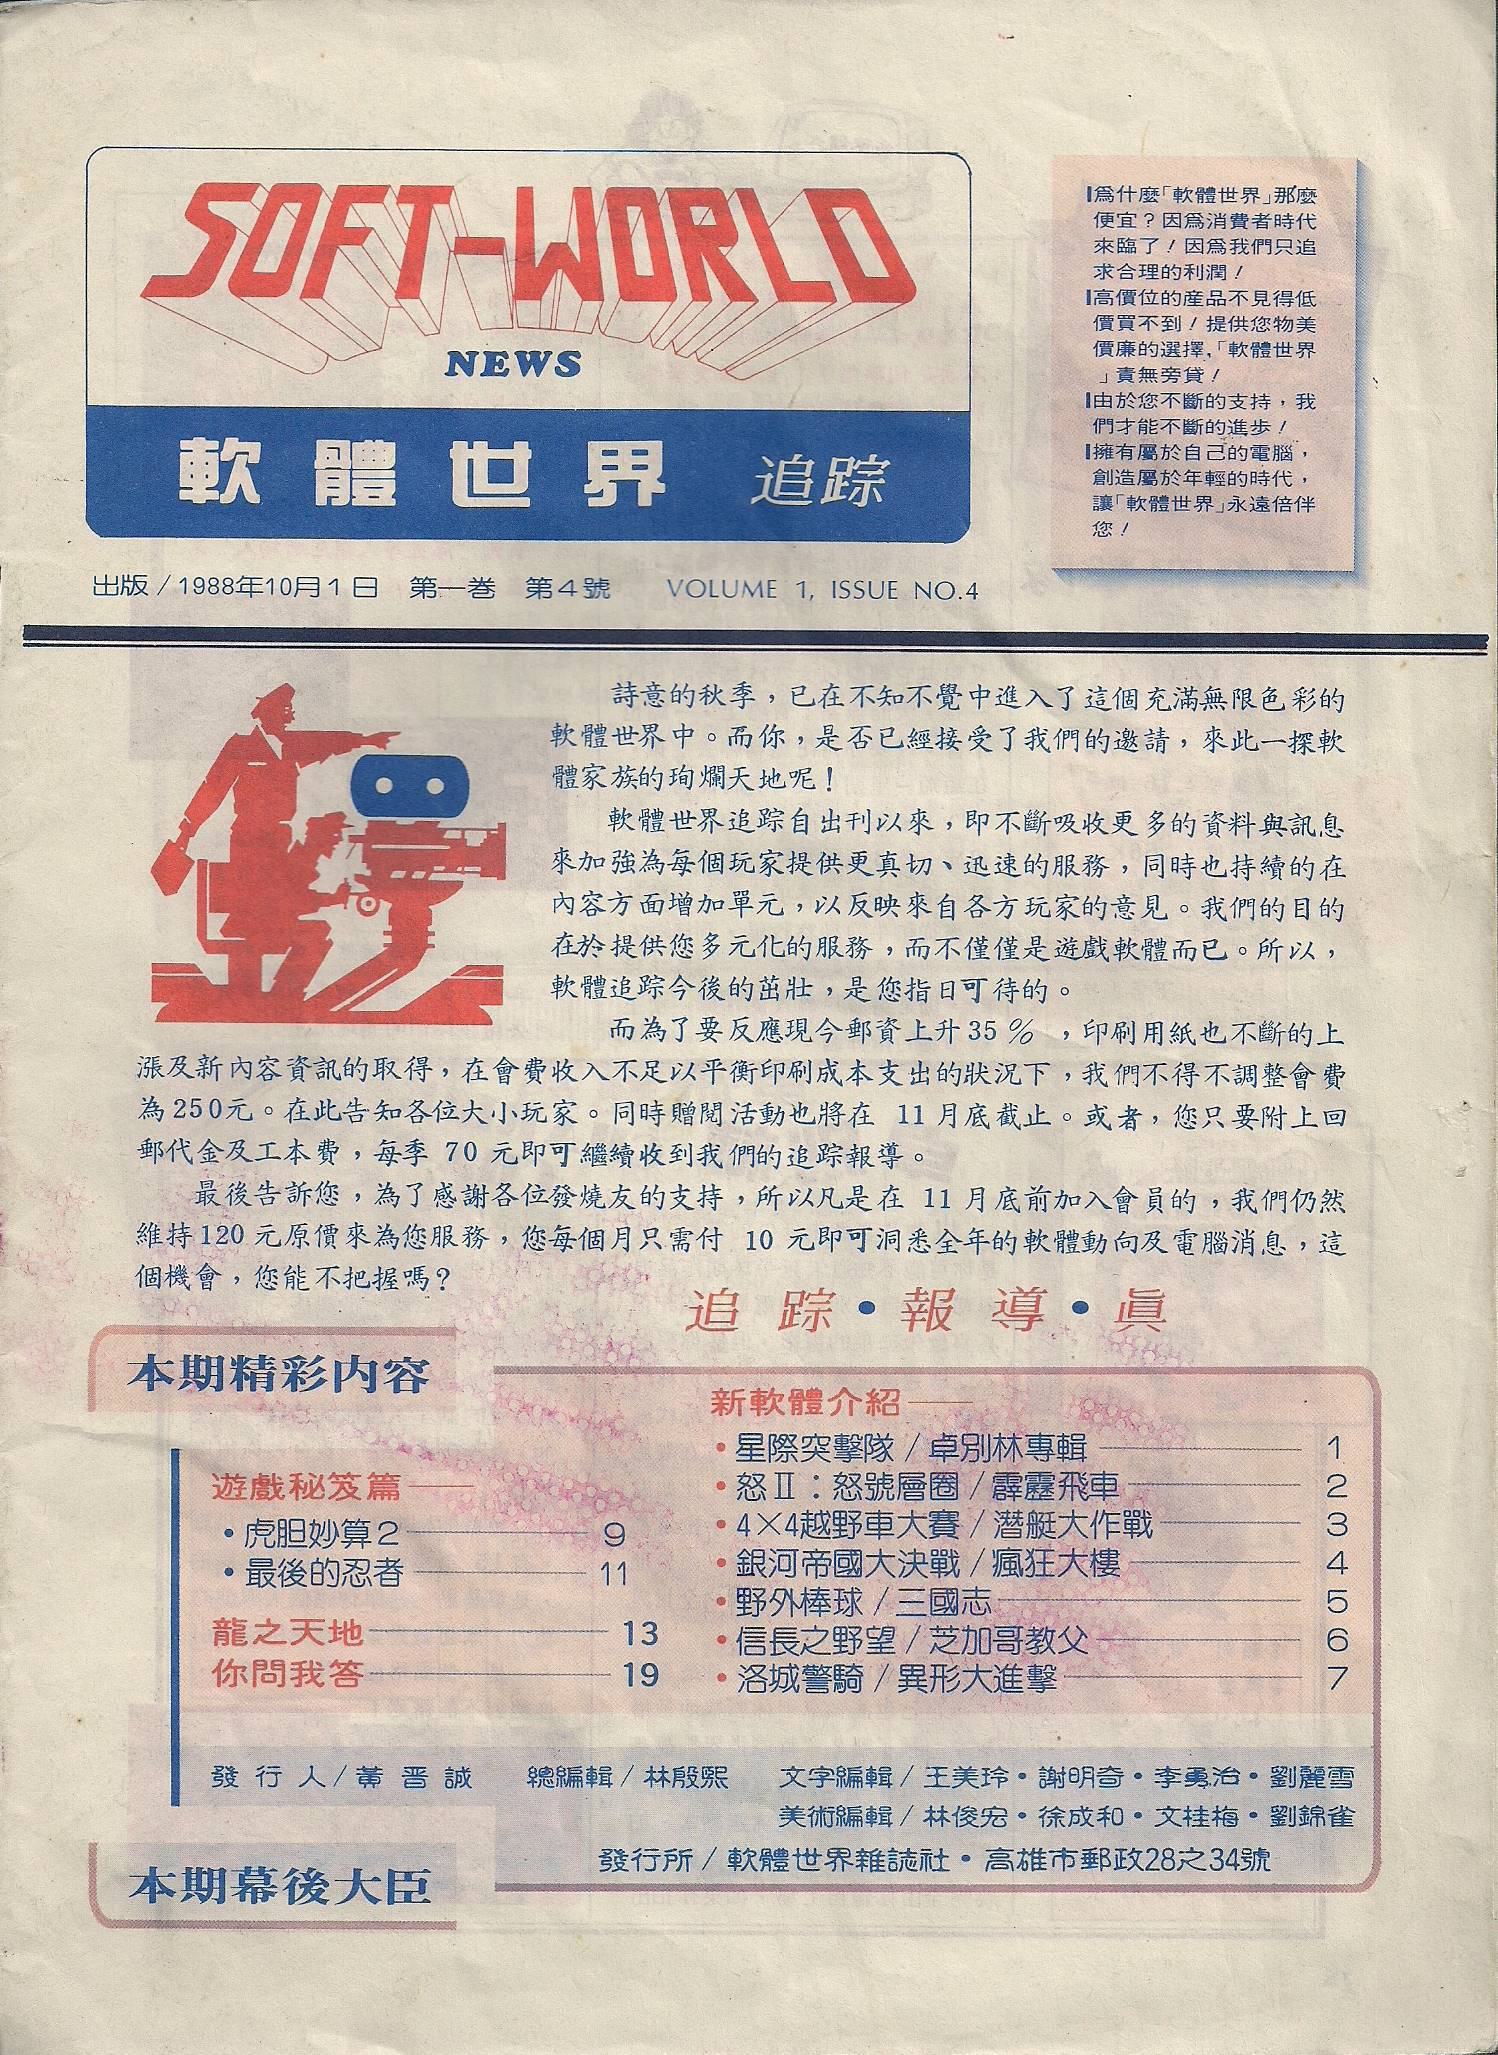 SOFT-WORLD
NEWS
軟體世界 追踪
出版/1988年10月1日 第一巻 第4號 VOLUME 1, ISSUE NO.4
爲什麼「軟體世界」那麼
便宜?因爲消費者時代
來臨了!因爲我們只追
求合理的利潤!
高價位的産品不見得低
價買不到!提供您物美
價廉的選擇,「軟體世界
」責無旁貸!
由於您不斷的支持,我
們才能不斷的進步!
擁有屬於自己的電腦,
創造屬於年輕的時代,
讓「軟體世界」永遠倍伴
您!
詩意的秋季,已在不知不覺中進入了這個充滿無限色彩的
軟體世界中。而你,是否已經接受了我們的邀請,來此一探軟
體家族的珣爛天地呢!
軟體世界追踪自出刊以來,即不斷吸收更多的資料與訊息
來加強為每個玩家提供更真切、迅速的服務,同時也持續的在
內容方面增加單元,以反映來自各方玩家的意見。我們的目的
在於提供您多元化的服務,而不僅僅是遊戲軟體而已。所以,
軟體追踪今後的茁壯,是您指日可待的。
而為了要反應現今郵資上升35%,印刷用紙也不斷的上
漲及新內容資訊的取得,在會費收入不足以平衡印刷成本支出的狀況下,我們不得不調整會費
為250元。在此告知各位大小玩家。同時贈閱活動也將在 11 月底截止。或者,您只要附上回
郵代金及工本費,每季 70 元即可繼續收到我們的追踪報導。
最後告訴您,為了感謝各位發燒友的支持,所以凡是在 11 月底前加入會員的,我們仍然
維持120元原價來為您服務,您每個月只需付 10 元即可洞悉全年的軟體動向及電腦消息,這
個機會,您能不把握嗎?
追踪・報導・眞
本期精彩内容
遊戲秘笈篇
・虎胆妙算2 9
・最後的忍者 11
龍之天地 13
你問我答 19
新軟體介紹
・星際突擊隊/卓別林專輯 1
・怒Ⅱ:怒號層圈/霹靂飛車 2
・4×4越野車大賽/潛艇大作戰 3
・銀河帝國大決戰/瘋狂大樓 4
・野外棒球/三國志 5
・信長之野望/芝加哥教父 6
・洛城警騎/異形大進擊 7
發行人/黃晋誠 總編輯/林殷熙 文字編輯/王美玲・謝明奇・李勇治・劉麗雪
美術編輯/林俊宏・徐成和・文桂梅・劉錦雀
發行所/軟體世界雜誌社・高雄市郵政28之34號
本期幕後大臣